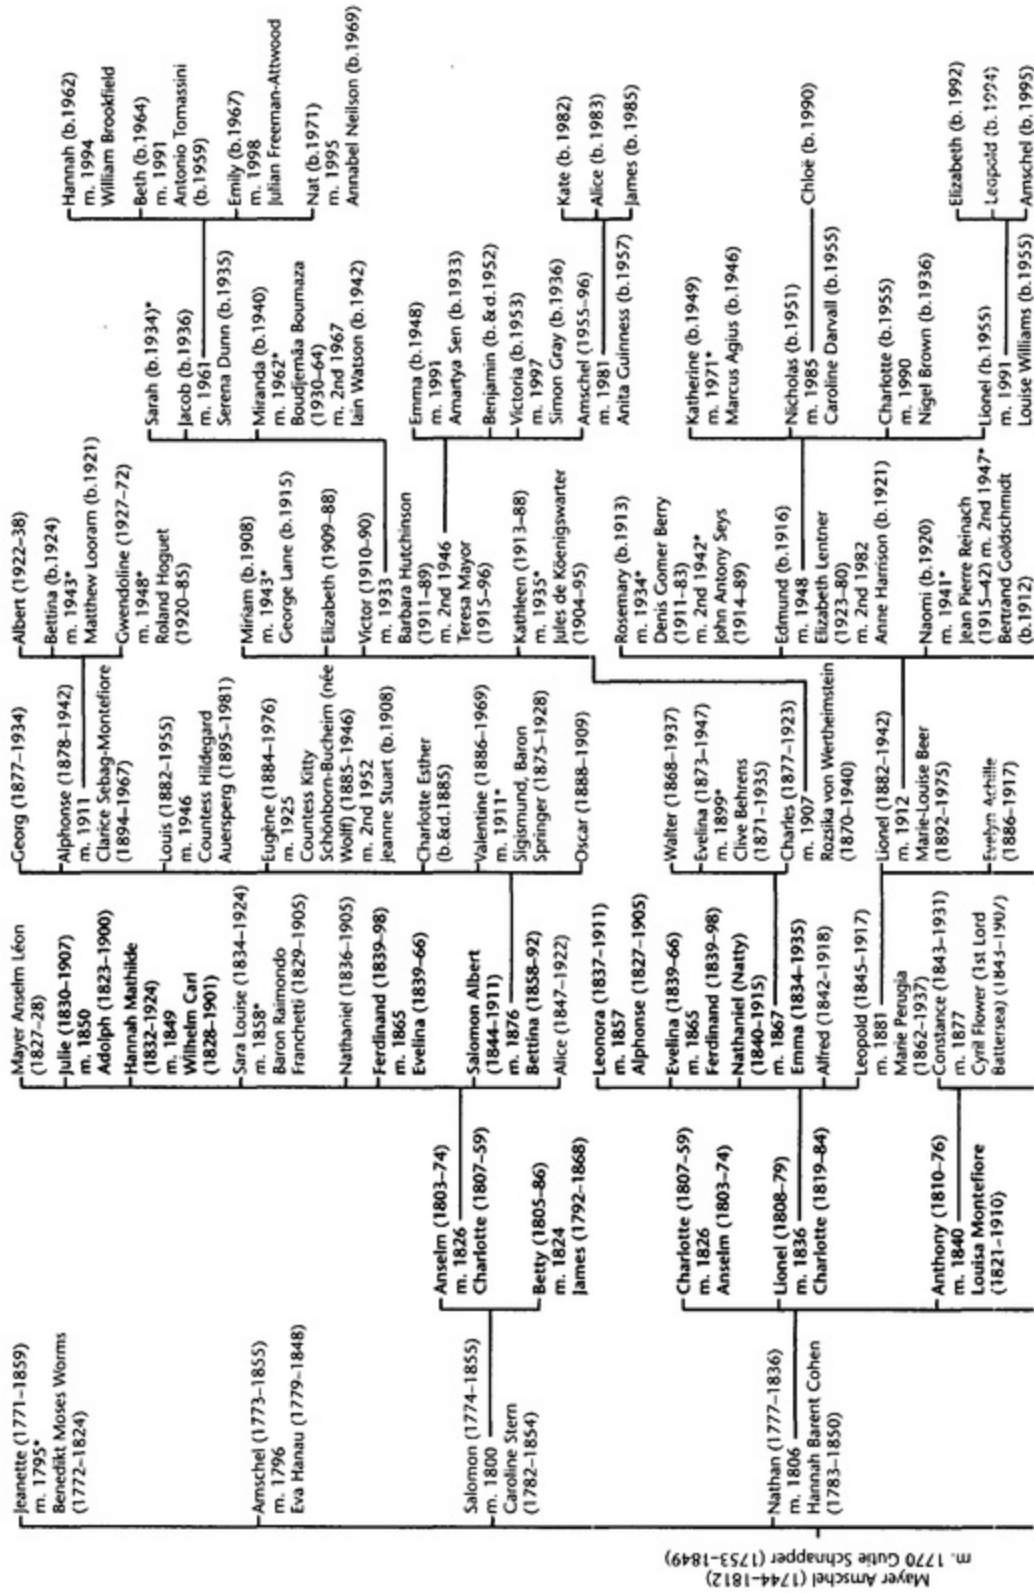 Mayer Amschel (1744–1812)
m. 1770 Gutle Schnapper (1753–1849)
Jeanette (1771–1859)
m. 1795*
Benedikt Moses Worms
(1772–1824)
Amschel (1773–1855)
m. 1796
Eva Hanau (1779–1848)
Salomon (1774–1855)
m. 1800
Caroline Stern
(1782–1854)
Nathan (1777–1836)
m. 1806
Hannah Barent Cohen
(1783–1850)
Anselm (1803–74)
m. 1826
Charlotte (1807–59)
Betty (1805–86)
m. 1824
James (1792–1868)
Charlotte (1807–59)
m. 1826
Anselm (1803–74)
Lionel (1808–79)
m. 1836
Charlotte (1819–84)
Anthony (1810–76)
m. 1840
Louisa Montefiore
(1821–1910)
Mayer Anselm Léon
(1827–28)
Julie (1830–1907)
m. 1850
Adolph (1823–1900)
Hannah Mathilde
(1832–1924)
m. 1849
Wilhelm Carl
(1828–1901)
Sara Louise (1834–1924)
m. 1858*
Baron Raimondo
Franchetti (1829–1905)
Nathaniel (1836–1905)
Ferdinand (1839–98)
m. 1865
Evelina (1839–66)
Salomon Albert
(1844–1911)
m. 1876
Bettina (1858–92)
Alice (1847–1922)
Leonora (1837–1911)
m. 1857
Alphonse (1827–1905)
Evelina (1839–66)
m. 1865
Ferdinand (1839–98)
Nathaniel (Natty)
(1840–1915)
m. 1867
Emma (1834–1935)
Alfred (1842–1918)
Leopold (1845–1917)
m. 1881
Marie Perugia
(1862–1937)
Constance (1843–1931)
m. 1877
Cyril Flower (1st Lord
Battersea) (1843–1907)
Georg (1877–1934)
Alphonse (1878–1942)
m. 1911
Clarice Sebag-Montefiore
(1894–1967)
Louis (1882–1955)
m. 1946
Countess Hildegard
Auersperg (1895–1981)
Eugène (1884–1976)
m. 1925
Countess Kitty
Schönborn-Bucheim (née
Wolff) (1885–1946)
m. 2nd 1952
Jeanne Stuart (b.1908)
Charlotte Esther
(b.&d.1885)
Valentine (1886–1969)
m. 1911*
Sigismund, Baron
Springer (1875–1928)
Oscar (1888–1909)
Walter (1868–1937)
Evelina (1873–1947)
m. 1899*
Clive Behrens
(1871–1935)
Charles (1877–1923)
m. 1907
Rozsika von Wertheimstein
(1870–1940)
Lionel (1882–1942)
m. 1912
Marie-Louise Beer
(1892–1975)
Evelyn Achille
(1886–1917)
Albert (1922–38)
Bettina (b.1924)
m. 1943*
Matthew Looram (b.1921)
Gwendoline (1927–72)
m. 1948*
Roland Hoguet
(1920–85)
Miriam (b.1908)
m. 1943*
George Lane (b.1915)
Elizabeth (1909–88)
Victor (1910–90)
m. 1933
Barbara Hutchinson
(1911–89)
m. 2nd 1946
Teresa Mayor
(1915–96)
Kathleen (1913–88)
m. 1935*
Jules de Köenigswarter
(1904–95)
Rosemary (b.1913)
m. 1934*
Denis Gomer Berry
(1911–83)
m. 2nd 1942*
John Antony Seys
(1914–89)
Edmund (b.1916)
m. 1948
Elizabeth Lentner
(1923–80)
m. 2nd 1982
Anne Harrison (b.1921)
Naomi (b.1920)
m. 1941*
Jean Pierre Reinach
(1915–42) m. 2nd 1947*
Bertrand Goldschmidt
(b.1912)
Sarah (b.1934)*
Jacob (b.1936)
m. 1961
Serena Dunn (b.1935)
Miranda (b.1940)
m. 1962*
Boudjemâa Boumaza
(1930–64)
m. 2nd 1967
Iain Watson (b.1942)
Emma (b.1948)
m. 1991
Amartya Sen (b.1933)
Benjamin (b.&d.1952)
Victoria (b.1953)
m. 1997
Simon Gray (b.1936)
Amschel (1955–96)
m. 1981
Anita Guinness (b.1957)
Katherine (b.1949)
m. 1971*
Marcus Agius (b.1946)
Nicholas (b.1951)
m. 1985
Caroline Darvall (b.1955)
Charlotte (b.1955)
m. 1990
Nigel Brown (b.1936)
Lionel (b.1955)
m. 1991
Louise Williams (b.1955)
Hannah (b.1962)
m. 1994
William Brookfield
Beth (b.1964)
m. 1991
Antonio Tomassini
(b.1959)
Emily (b.1967)
m. 1998
Julian Freeman-Attwood
Nat (b.1971)
m. 1995
Annabel Neilson (b.1969)
Kate (b.1982)
Alice (b.1983)
James (b.1985)
Chloë (b.1990)
Elizabeth (b.1992)
Leopold (b.1994)
Amschel (b.1995)